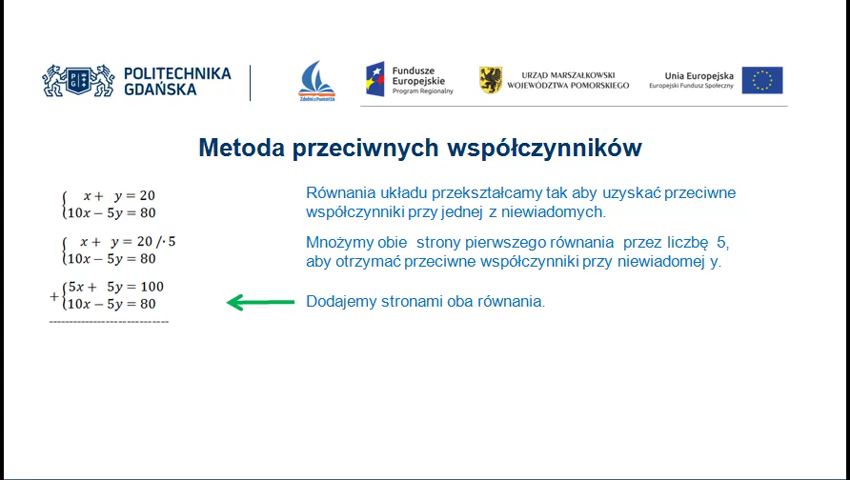 POLITECHNIKA
GDAŃSKA
Zdolni z Pomorza
Fundusze
Europejskie
Program Regionalny
URZĄD MARSZAŁKOWSKI
WOJEWÓDZTWA POMORSKIEGO
Unia Europejska
Europejski Fundusz Społeczny
Metoda przeciwnych współczynników
x + y = 20
10x − 5y = 80
Równania układu przekształcamy tak aby uzyskać przeciwne
współczynniki przy jednej z niewiadomych.
x + y = 20 /· 5
10x − 5y = 80
Mnożymy obie strony pierwszego równania przez liczbę 5,
aby otrzymać przeciwne współczynniki przy niewiadomej y.
+ 5x + 5y = 100
10x − 5y = 80
Dodajemy stronami oba równania.
-----------------------------